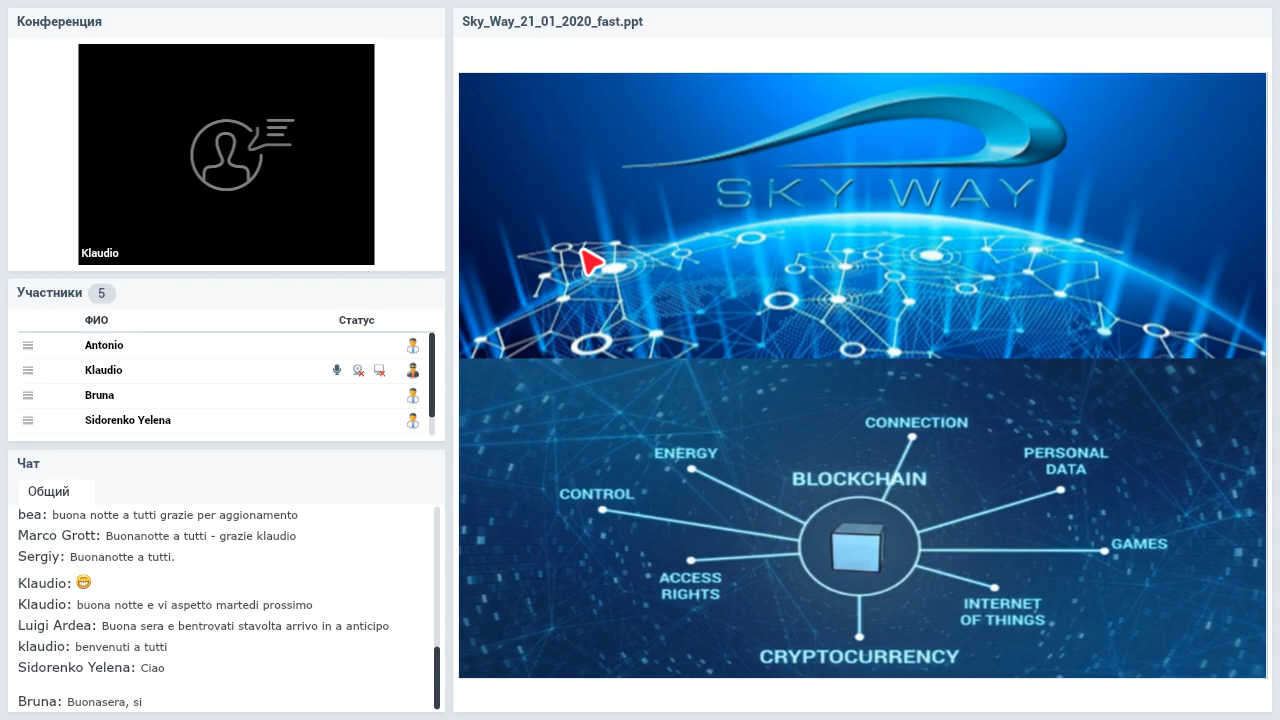 Конференция
Klaudio
Участники 5
ФИО Статус
Antonio
Klaudio
Bruna
Sidorenko Yelena
Чат
Общий
bea: buona notte a tutti grazie per aggionamento
Marco Grott: Buonanotte a tutti - grazie klaudio
Sergiy: Buonanotte a tutti.
Klaudio: 😁
Klaudio: buona notte e vi aspetto martedi prossimo
Luigi Ardea: Buona sera e bentrovati stavolta arrivo in a anticipo
klaudio: benvenuti a tutti
Sidorenko Yelena: Ciao
Bruna: Buonasera, si
Sky_Way_21_01_2020_fast.ppt
SKY WAY
CONNECTION
ENERGY
PERSONAL
DATA
BLOCKCHAIN
CONTROL
GAMES
ACCESS
RIGHTS
INTERNET
OF THINGS
CRYPTOCURRENCY